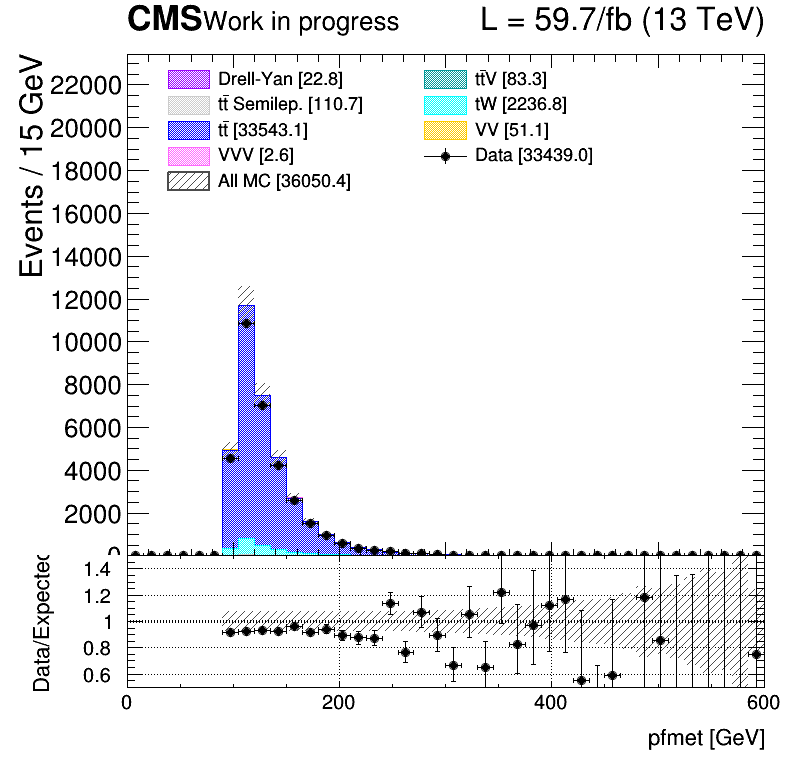 CMS Work in progress L = 59.7/fb (13 TeV)
Events / 15 GeV
22000
20000
18000
16000
14000
12000
10000
8000
6000
4000
2000
0
Drell-Yan [22.8]
tt̄ Semilep. [110.7]
tt̄ [33543.1]
VVV [2.6]
All MC [36050.4]
tt̄V [83.3]
tW [2236.8]
VV [51.1]
Data [33439.0]
Data/Expected
1.4
1.2
1
0.8
0.6
0 200 400 600
pfmet [GeV]